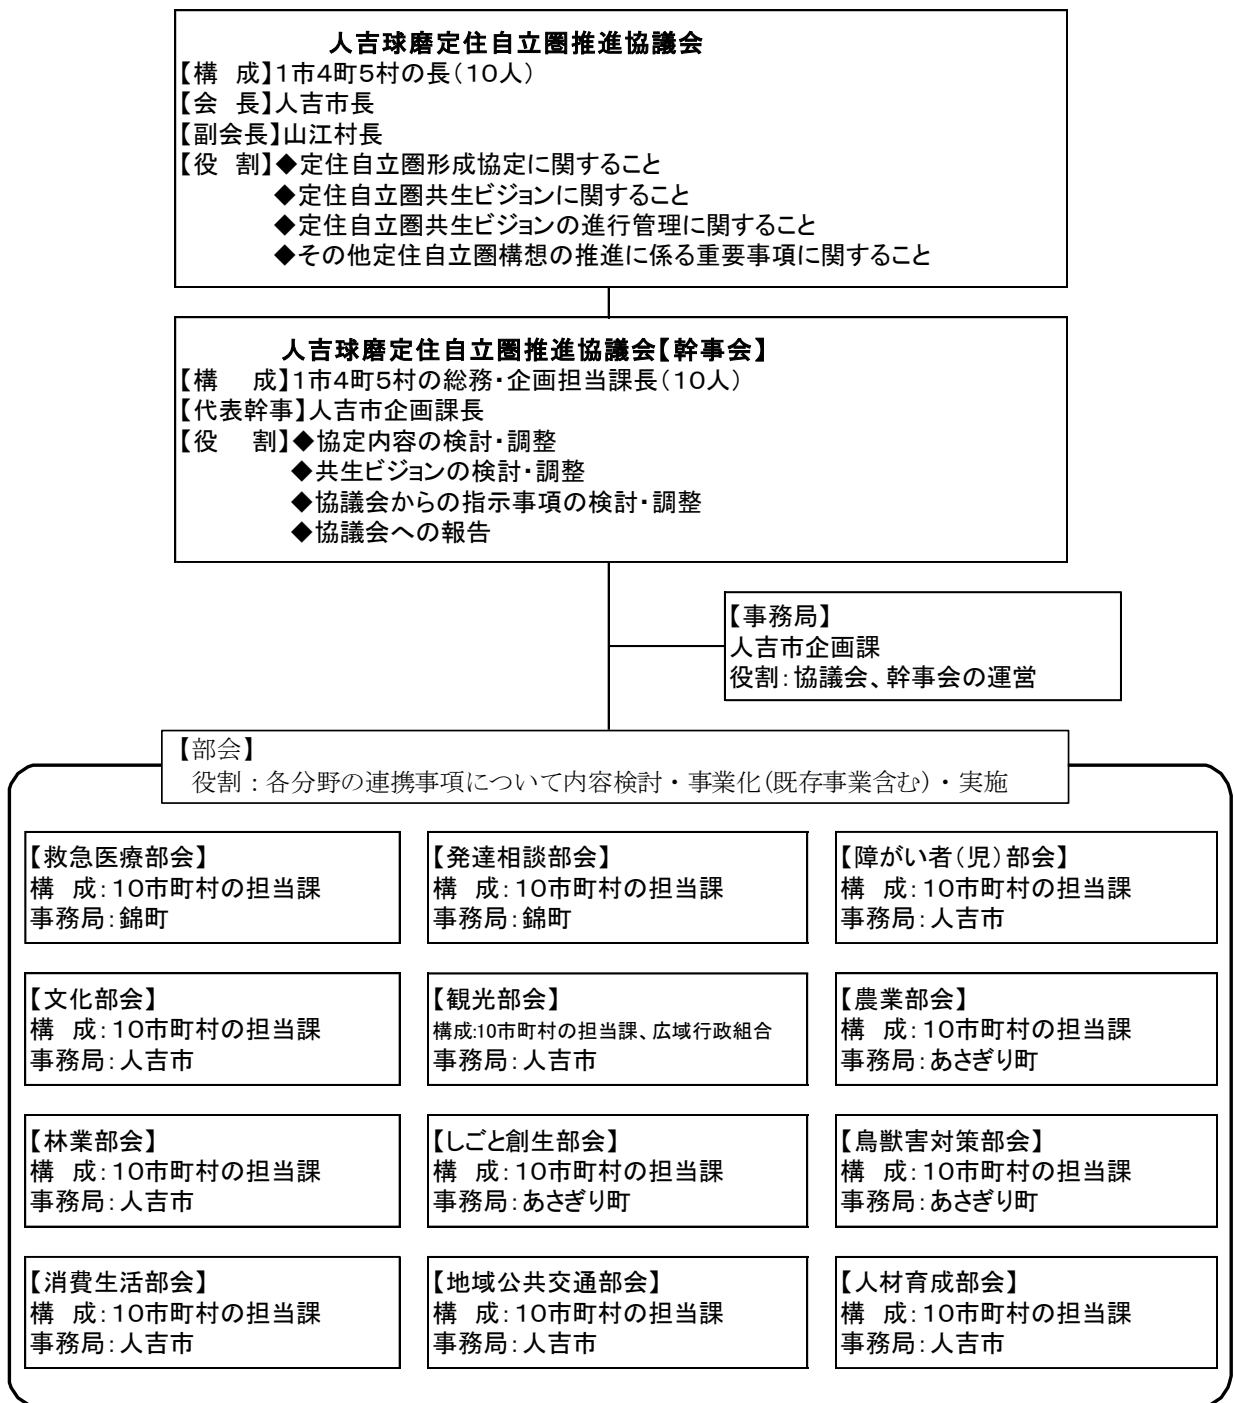 人吉球磨定住自立圏推進協議会
【構　成】1市4町5村の長（10人）
【会　長】人吉市長
【副会長】山江村長
【役　割】◆定住自立圏形成協定に関すること
◆定住自立圏共生ビジョンに関すること
◆定住自立圏共生ビジョンの進行管理に関すること
◆その他定住自立圏構想の推進に係る重要事項に関すること
人吉球磨定住自立圏推進協議会【幹事会】
【構　成】1市4町5村の総務・企画担当課長（10人）
【代表幹事】人吉市企画課長
【役　割】◆協定内容の検討・調整
◆共生ビジョンの検討・調整
◆協議会からの指示事項の検討・調整
◆協議会への報告
【事務局】
人吉市企画課
役割：協議会、幹事会の運営
【部会】
役割：各分野の連携事項について内容検討・事業化(既存事業含む)・実施
【救急医療部会】
構　成：10市町村の担当課
事務局：錦町
【発達相談部会】
構　成：10市町村の担当課
事務局：錦町
【障がい者（児）部会】
構　成：10市町村の担当課
事務局：人吉市
【文化部会】
構　成：10市町村の担当課
事務局：人吉市
【観光部会】
構成:10市町村の担当課、広域行政組合
事務局：人吉市
【農業部会】
構　成：10市町村の担当課
事務局：あさぎり町
【林業部会】
構　成：10市町村の担当課
事務局：人吉市
【しごと創生部会】
構　成：10市町村の担当課
事務局：あさぎり町
【鳥獣害対策部会】
構　成：10市町村の担当課
事務局：あさぎり町
【消費生活部会】
構　成：10市町村の担当課
事務局：人吉市
【地域公共交通部会】
構　成：10市町村の担当課
事務局：人吉市
【人材育成部会】
構　成：10市町村の担当課
事務局：人吉市